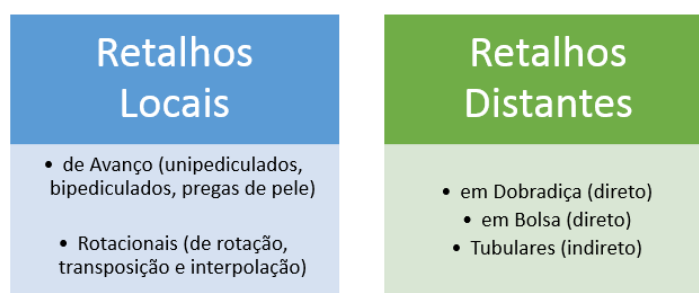 Retalhos
Locais
• de Avanço (unipediculados,
bipediculados, pregas de pele)
• Rotacionais (de rotação,
transposição e interpolação)
Retalhos
Distantes
• em Dobradiça (direto)
• em Bolsa (direto)
• Tubulares (indireto)